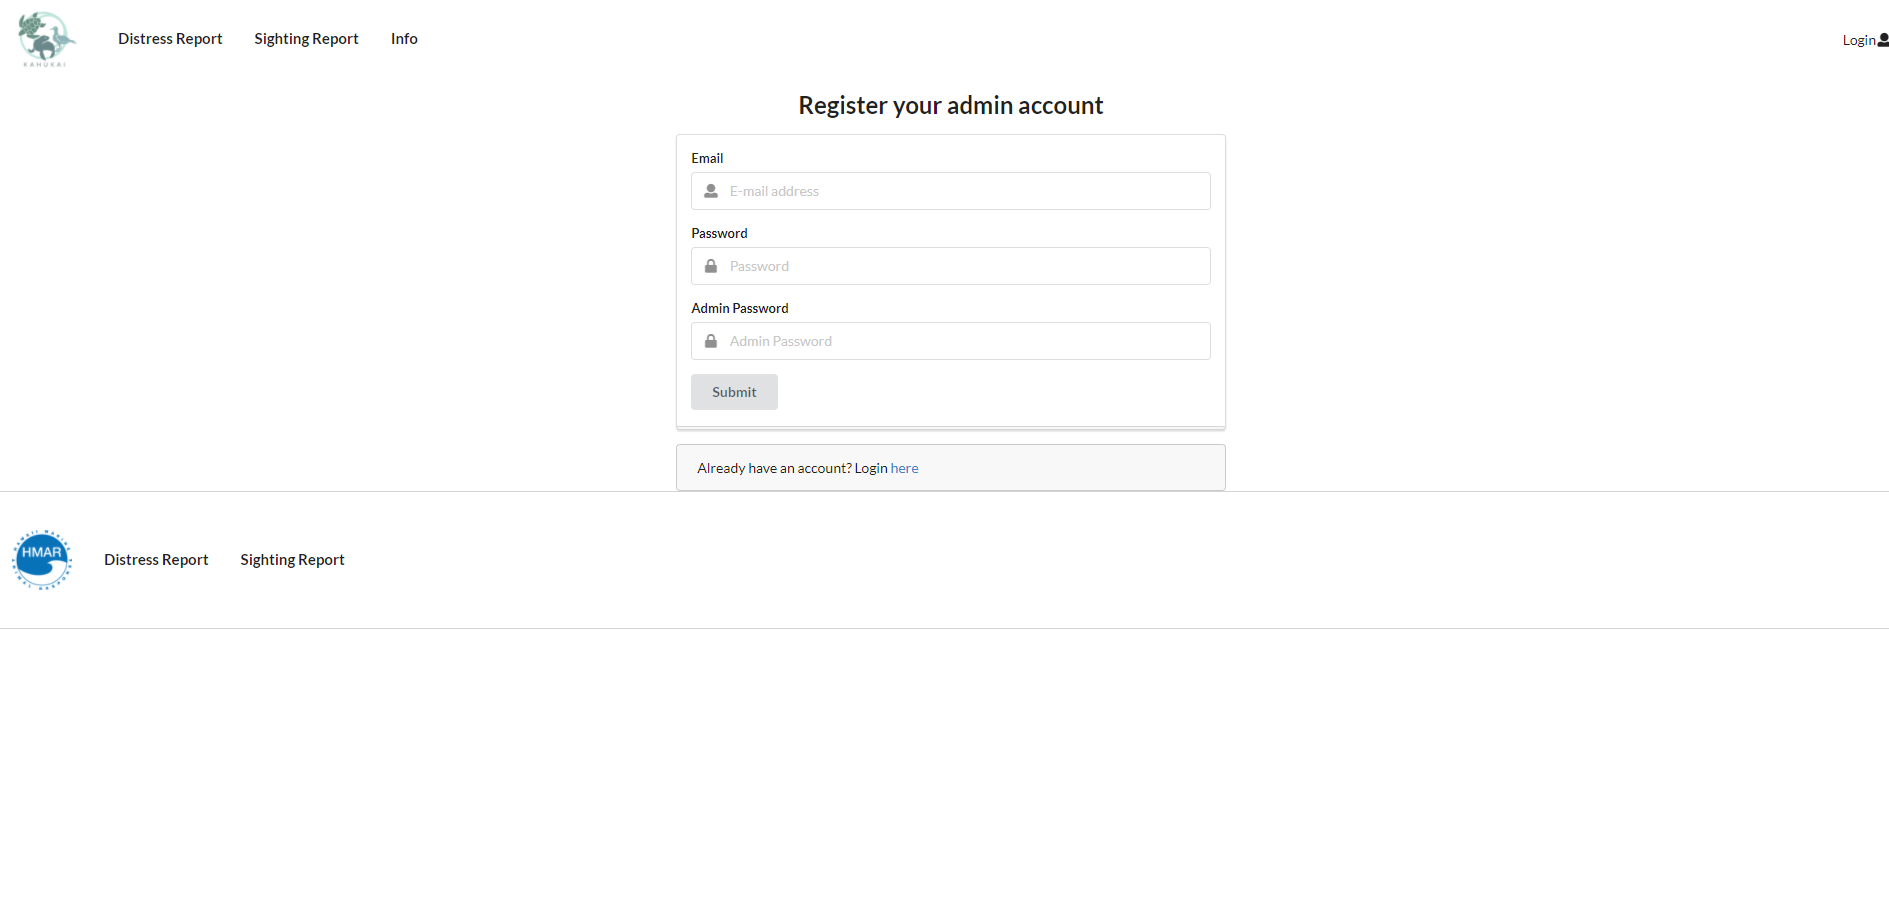 KAHUKAI
Distress Report
Sighting Report
Info
Login
Register your admin account
Email
E-mail address
Password
Password
Admin Password
Admin Password
Submit
Already have an account? Login here
HMAR
Distress Report
Sighting Report